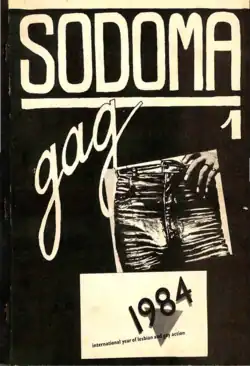 SODOMA
gag 1
1984
international year of lesbian and gay action